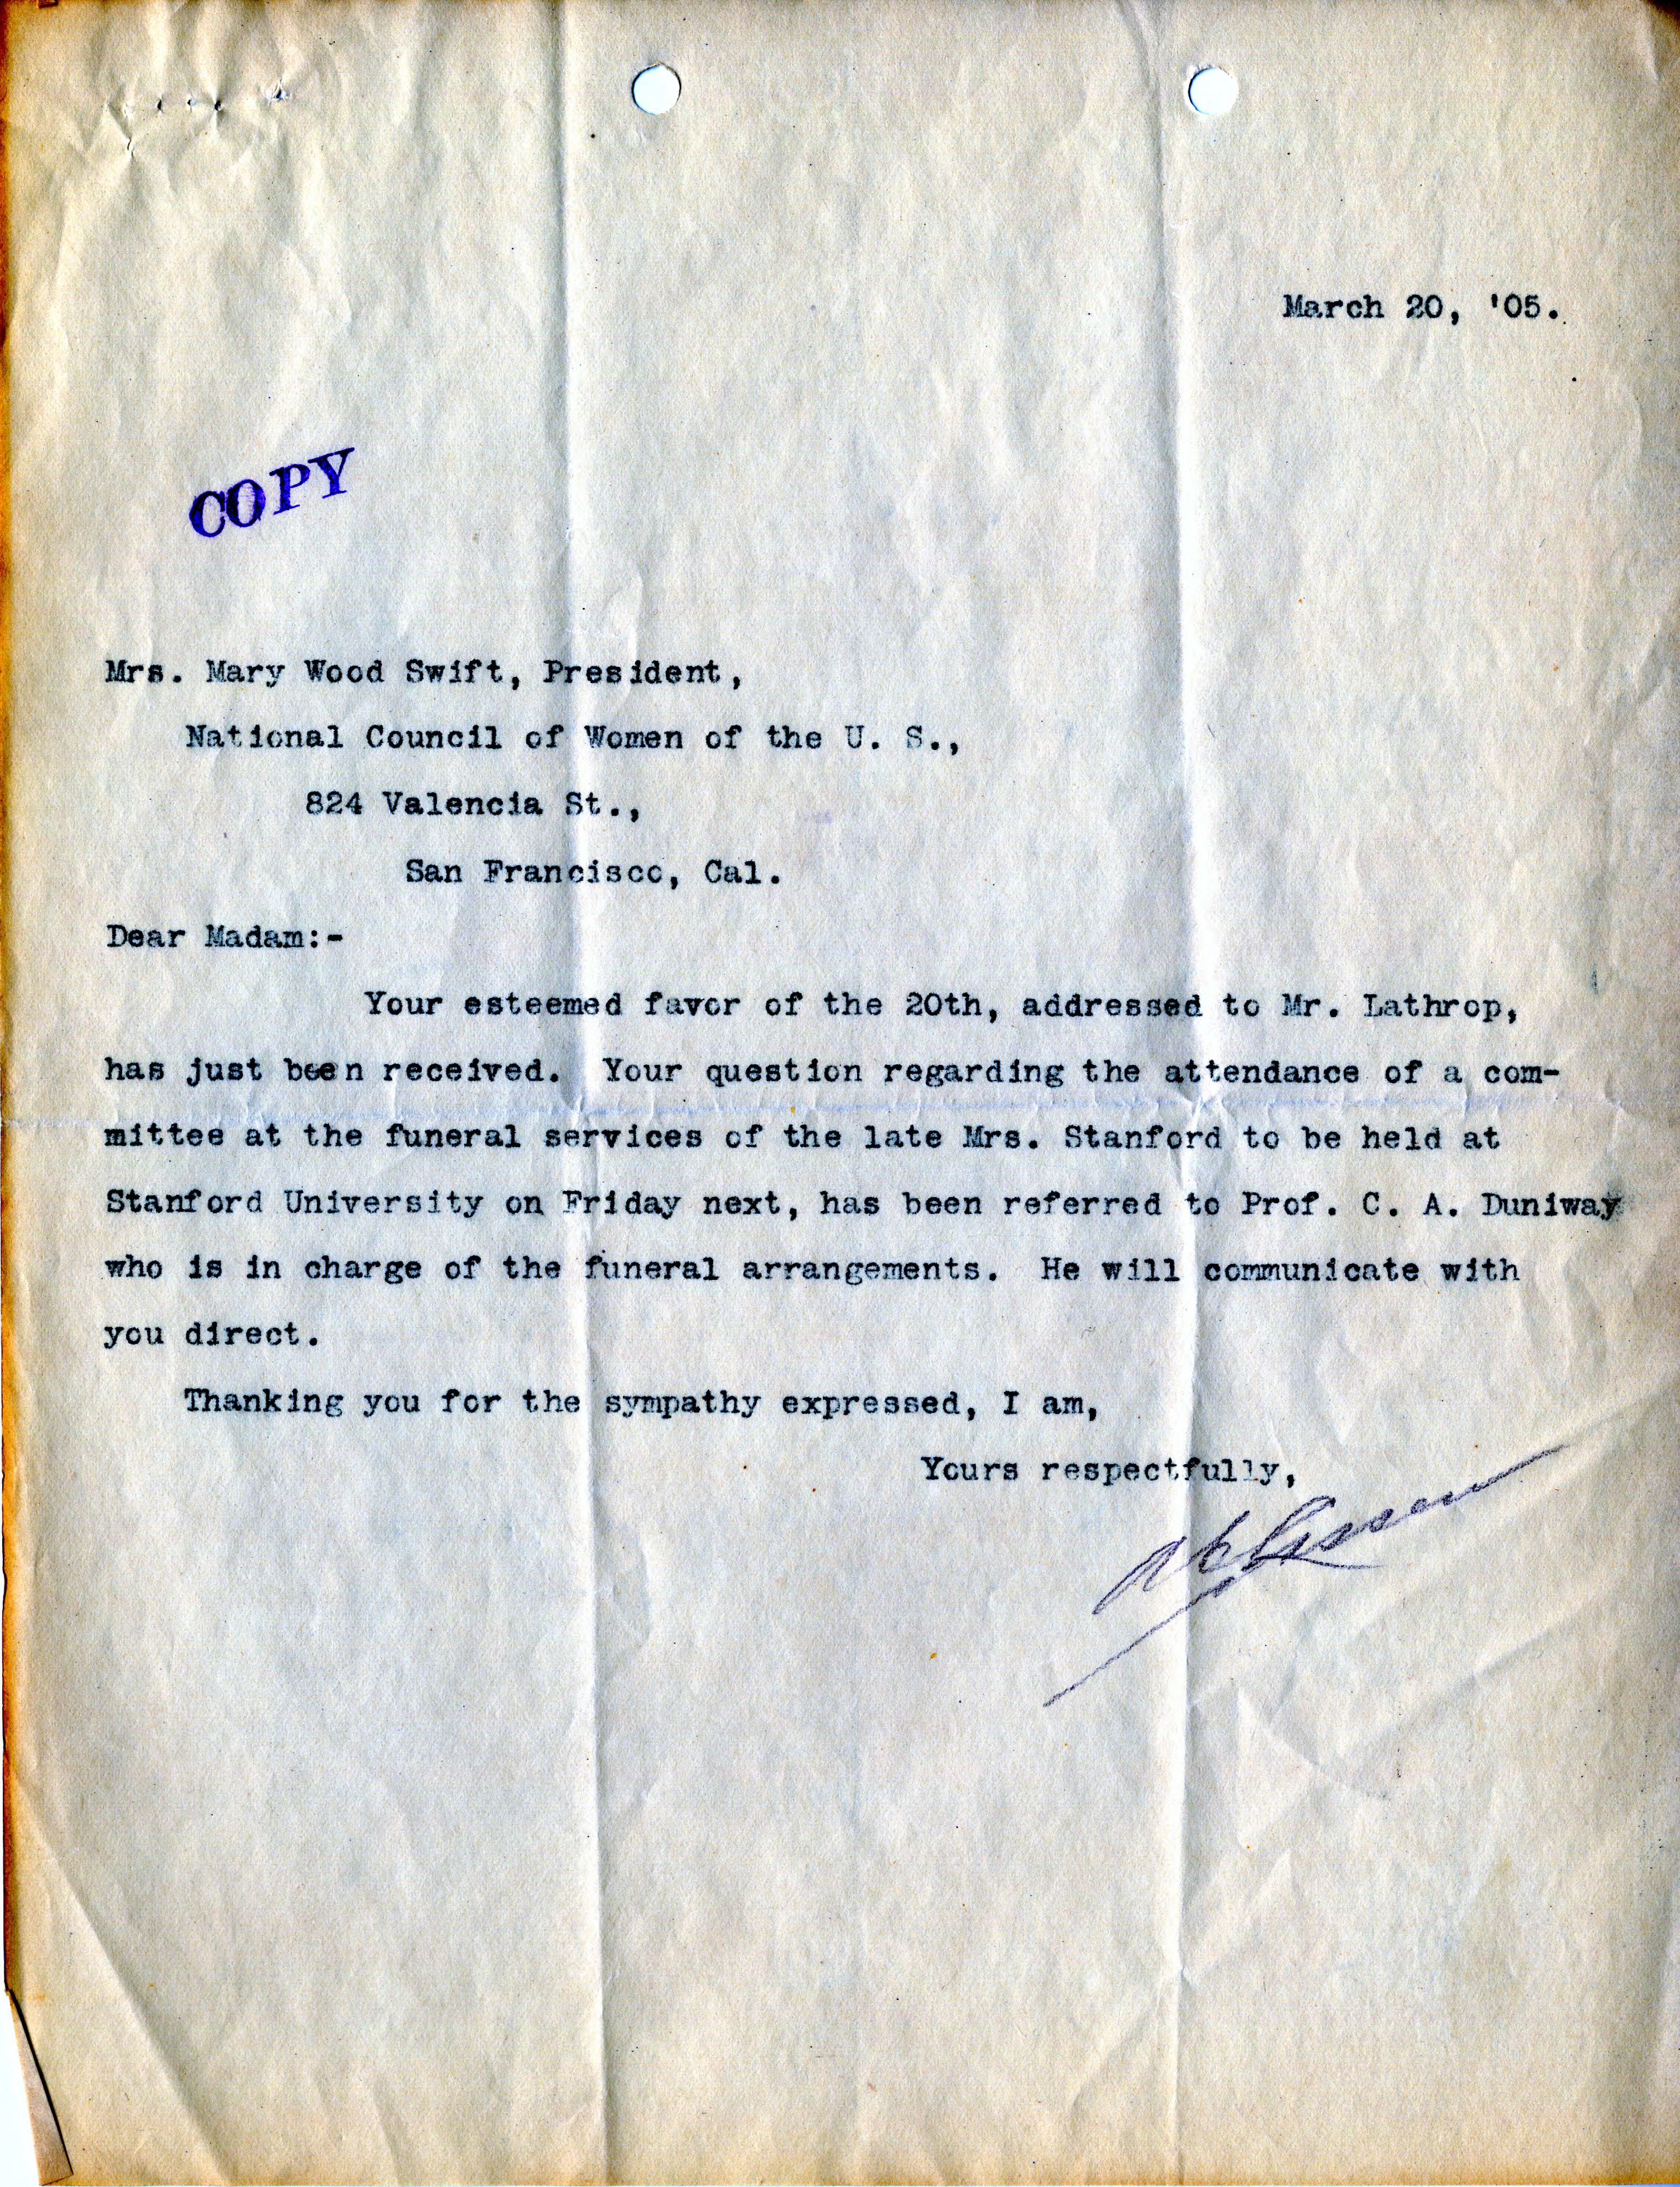 March 20, '05.
COPY
Mrs. Mary Wood Swift, President,
National Council of Women of the U. S.,
824 Valencia St.,
San Francisco, Cal.
Dear Madam:-
Your esteemed favor of the 20th, addressed to Mr. Lathrop,
has just been received. Your question regarding the attendance of a com-
mittee at the funeral services of the late Mrs. Stanford to be held at
Stanford University on Friday next, has been referred to Prof. C. A. Duniway
who is in charge of the funeral arrangements. He will communicate with
you direct.
Thanking you for the sympathy expressed, I am,
Yours respectfully,